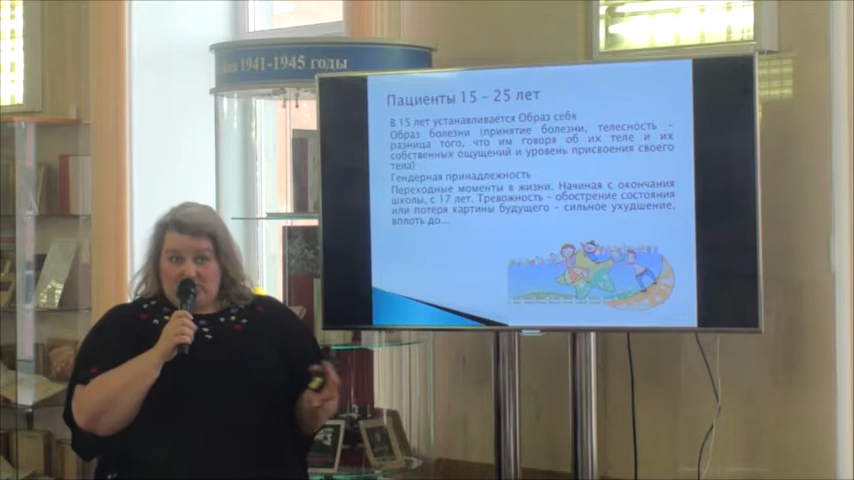 1941-1945 годы
Пациенты 15 – 25 лет
В 15 лет устанавливается Образ себя
Образ болезни (принятие болезни, телесность –
разница того, что им говоря об их теле и их
собственных ощущений и уровень присвоения своего
тела)
Гендерная принадлежность
Переходные моменты в жизни. Начиная с окончания
школы, с 17 лет. Тревожность – обострение состояния
или потеря картины будущего – сильное ухудшение,
вплоть до...